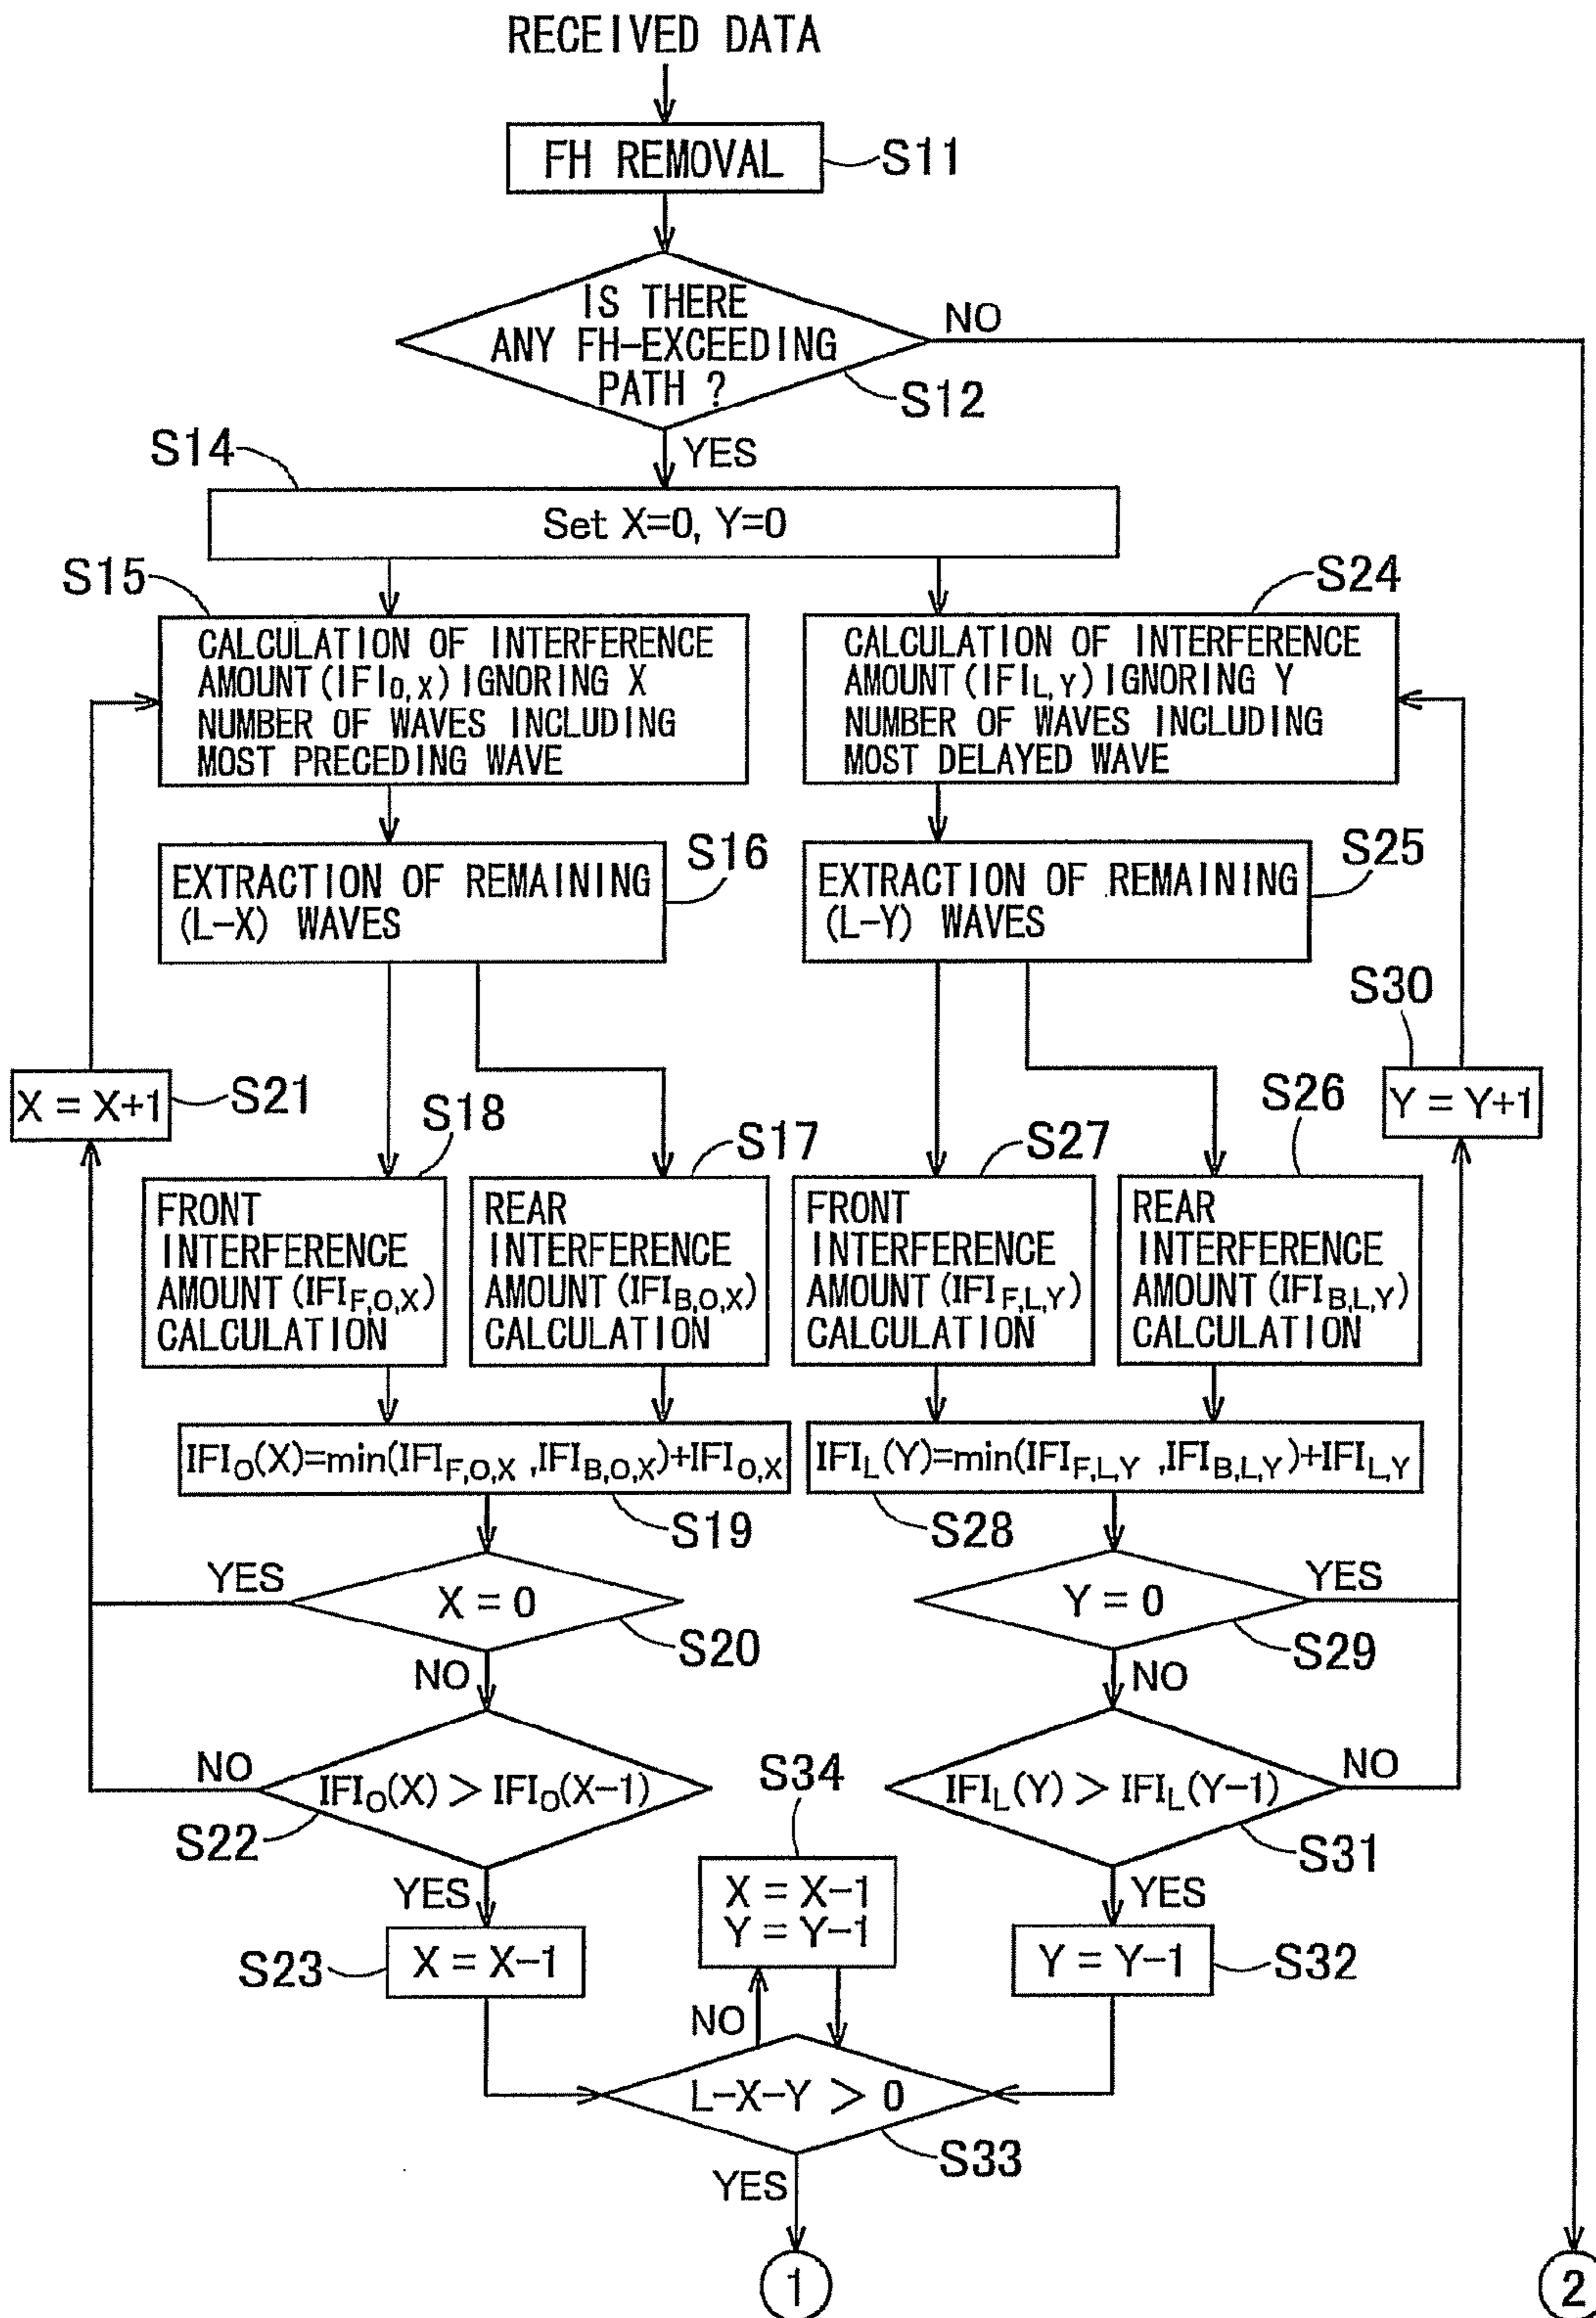 RECEIVED DATA
FH REMOVAL
S11
IS THERE
ANY FH-EXCEEDING
PATH ?
NO
S12
YES
S14
Set X=0, Y=0
S15
CALCULATION OF INTERFERENCE
AMOUNT (IFI0,X) IGNORING X
NUMBER OF WAVES INCLUDING
MOST PRECEDING WAVE
S24
CALCULATION OF INTERFERENCE
AMOUNT (IFIL,Y) IGNORING Y
NUMBER OF WAVES INCLUDING
MOST DELAYED WAVE
EXTRACTION OF REMAINING
(L-X) WAVES
S16
EXTRACTION OF REMAINING
(L-Y) WAVES
S25
X = X+1
S21
S30
Y = Y+1
S18
FRONT
INTERFERENCE
AMOUNT (IFIF,O,X)
CALCULATION
S17
REAR
INTERFERENCE
AMOUNT (IFIB,O,X)
CALCULATION
S27
FRONT
INTERFERENCE
AMOUNT (IFIF,L,Y)
CALCULATION
S26
REAR
INTERFERENCE
AMOUNT (IFIB,L,Y)
CALCULATION
IFIO(X)=min(IFIF,O,X ,IFIB,O,X)+IFIO,X
S19
IFIL(Y)=min(IFIF,L,Y ,IFIB,L,Y)+IFIL,Y
S28
YES
X = 0
S20
NO
Y = 0
YES
S29
NO
NO
IFIO(X) > IFIO(X-1)
S22
YES
IFIL(Y) > IFIL(Y-1)
NO
S31
YES
S34
X = X-1
Y = Y-1
S23
X = X-1
Y = Y-1
S32
NO
L-X-Y > 0
S33
YES
1
2